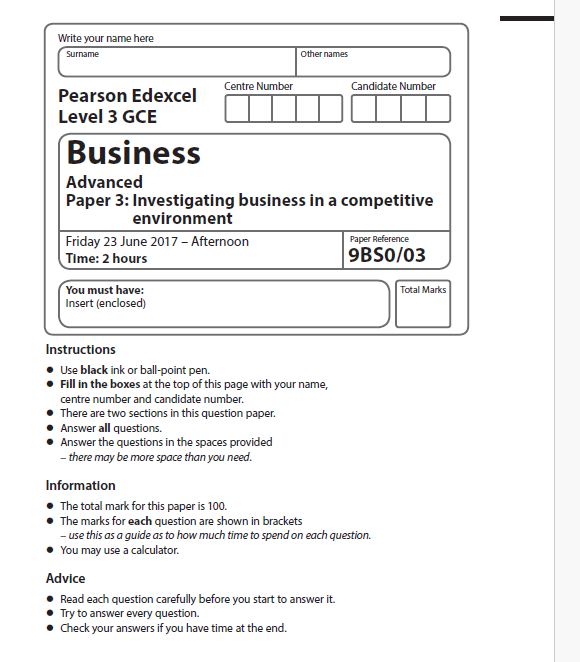 Write your name here
Surname
Other names
Pearson Edexcel
Level 3 GCE
Centre Number
Candidate Number
Business
Advanced
Paper 3: Investigating business in a competitive
environment
Friday 23 June 2017 – Afternoon
Time: 2 hours
Paper Reference
9BS0/03
You must have:
Insert (enclosed)
Total Marks
Instructions
● Use black ink or ball-point pen.
● Fill in the boxes at the top of this page with your name,
centre number and candidate number.
● There are two sections in this question paper.
● Answer all questions.
● Answer the questions in the spaces provided
– there may be more space than you need.
Information
● The total mark for this paper is 100.
● The marks for each question are shown in brackets
– use this as a guide as to how much time to spend on each question.
● You may use a calculator.
Advice
● Read each question carefully before you start to answer it.
● Try to answer every question.
● Check your answers if you have time at the end.